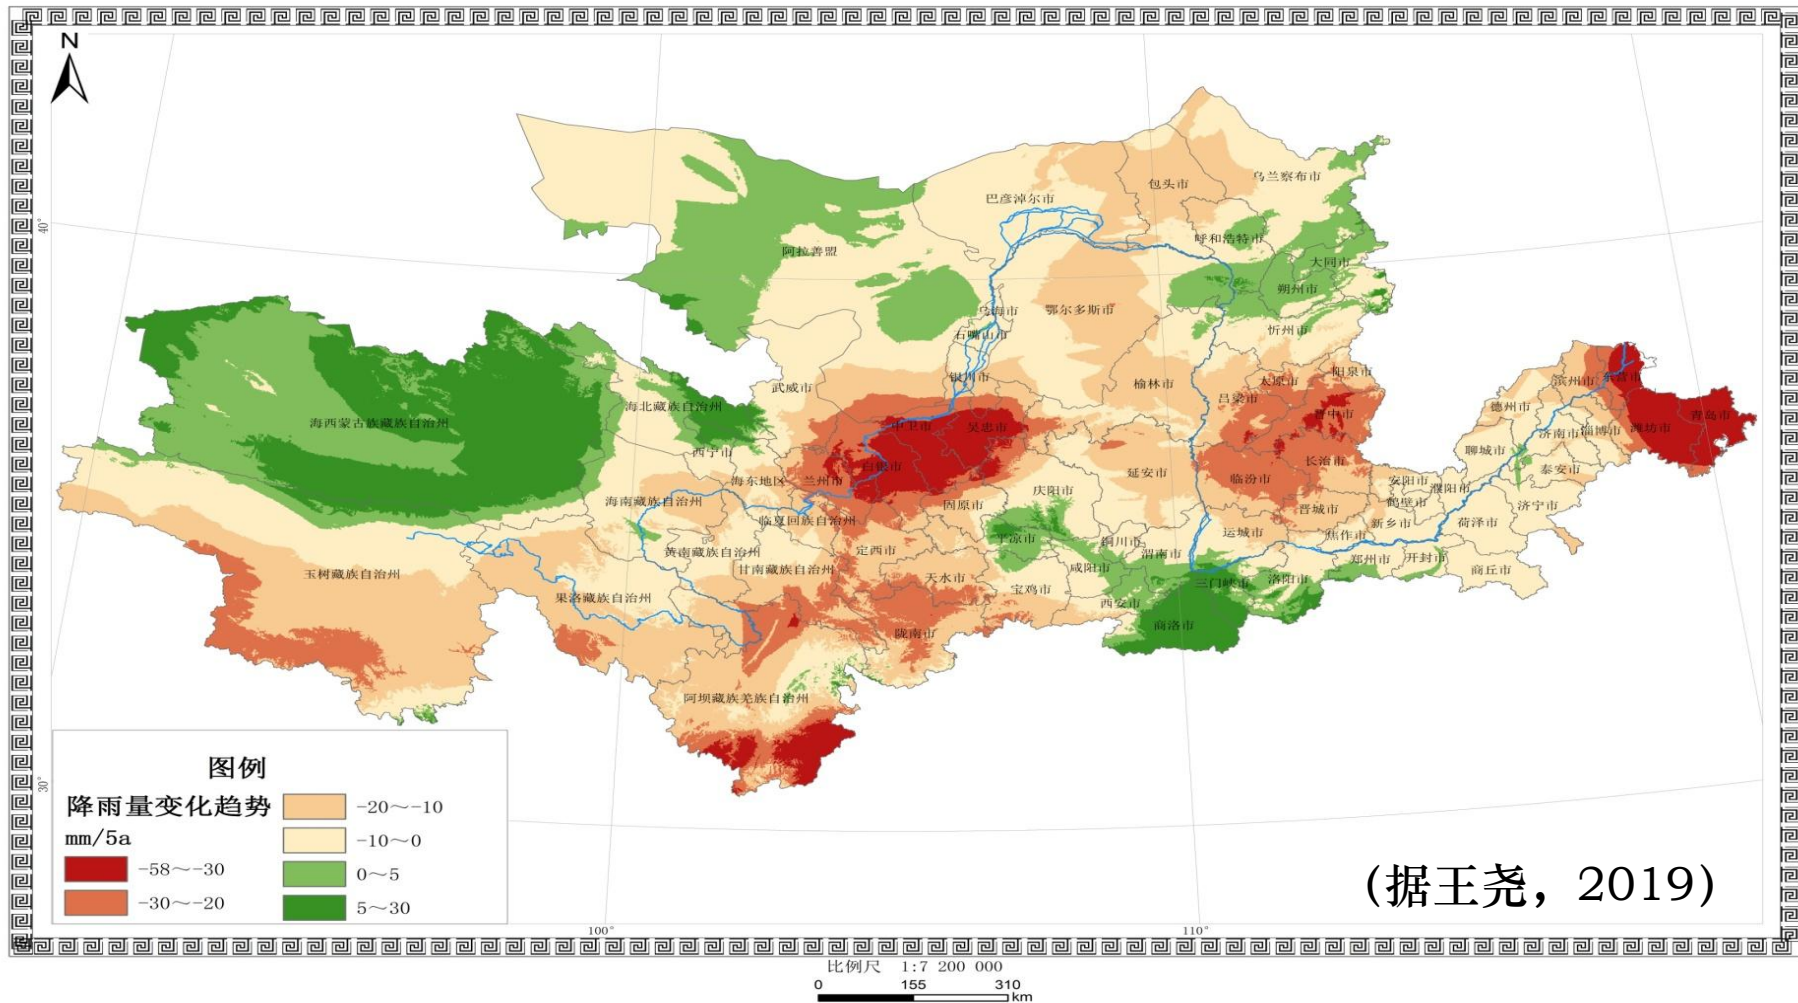 N
包头市
乌兰察布市
巴彦淖尔市
呼和浩特市
阿拉善盟
大同市
朔州市
乌海市
鄂尔多斯市
石嘴山市
忻州市
银川市
武威市
榆林市
太原市
阳泉市
吕梁市
滨州市
东营市
海北藏族自治州
海西蒙古族藏族自治州
中卫市
吴忠市
晋中市
德州市
青岛市
济南市
淄博市
潍坊市
西宁市
白银市
聊城市
海东地区
兰州市
延安市
临汾市
长治市
泰安市
海南藏族自治州
固原市
庆阳市
安阳市
濮阳市
鹤壁市
济宁市
晋城市
临夏回族自治州
新乡市
荷泽市
平凉市
铜川市
渭南市
运城市
焦作市
黄南藏族自治州
定西市
郑州市
开封市
甘南藏族自治州
咸阳市
商丘市
玉树藏族自治州
天水市
宝鸡市
三门峡市
洛阳市
果洛藏族自治州
西安市
商洛市
陇南市
阿坝藏族羌族自治州
40°
30°
100°
110°
图例
降雨量变化趋势
mm/5a
-58～-30
-30～-20
-20～-10
-10～0
0～5
5～30
(据王尧，2019)
比例尺 1:7 200 000
0 155 310
km